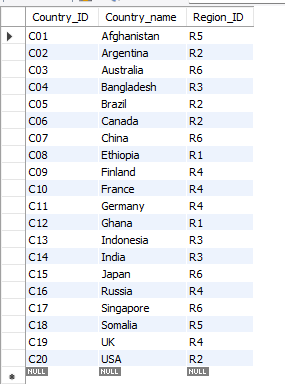 Country_ID Country_name Region_ID
C01 Afghanistan R5
C02 Argentina R2
C03 Australia R6
C04 Bangladesh R3
C05 Brazil R2
C06 Canada R2
C07 China R6
C08 Ethiopia R1
C09 Finland R4
C10 France R4
C11 Germany R4
C12 Ghana R1
C13 Indonesia R3
C14 India R3
C15 Japan R6
C16 Russia R4
C17 Singapore R6
C18 Somalia R5
C19 UK R4
C20 USA R2
NULL NULL NULL